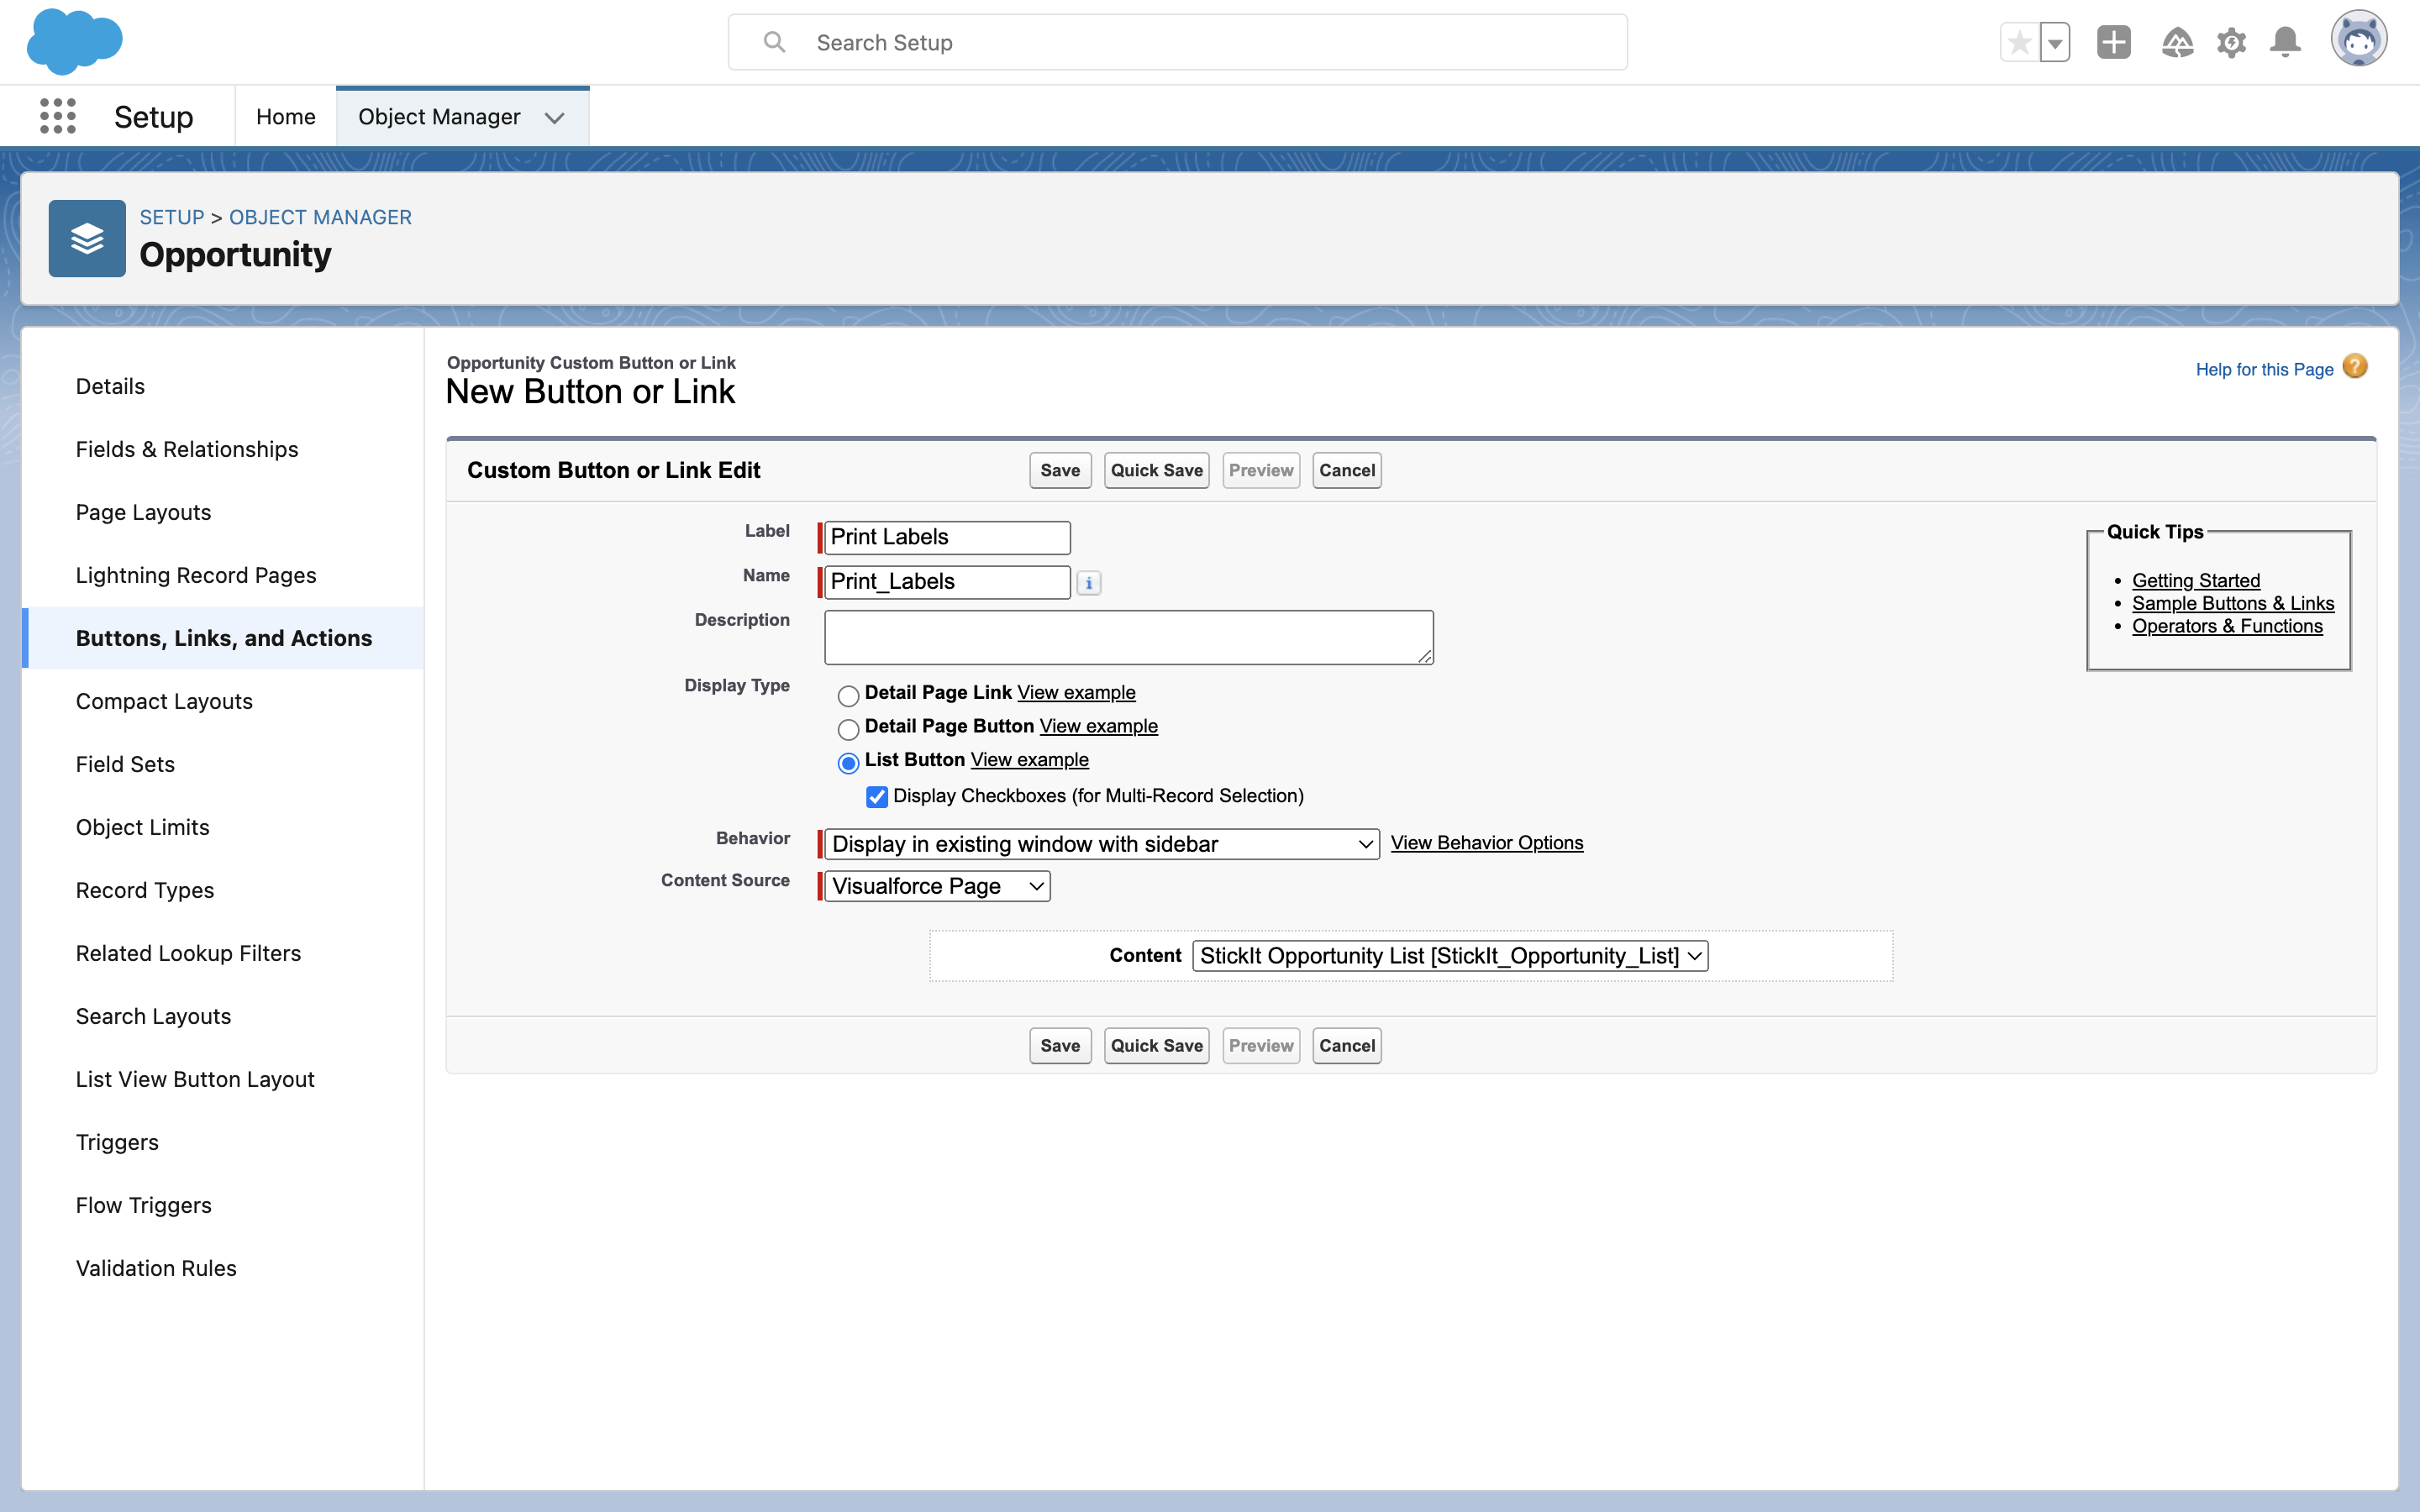 Search Setup
Setup
Home
Object Manager
SETUP > OBJECT MANAGER
Opportunity
Details
Fields & Relationships
Page Layouts
Lightning Record Pages
Buttons, Links, and Actions
Compact Layouts
Field Sets
Object Limits
Record Types
Related Lookup Filters
Search Layouts
List View Button Layout
Triggers
Flow Triggers
Validation Rules
Opportunity Custom Button or Link
New Button or Link
Help for this Page ?
Custom Button or Link Edit
Save Quick Save Preview Cancel
Label Print Labels
Name Print_Labels i
Description
Display Type
Detail Page Link View example
Detail Page Button View example
List Button View example
Display Checkboxes (for Multi-Record Selection)
Behavior Display in existing window with sidebar View Behavior Options
Content Source Visualforce Page
Content StickIt Opportunity List [StickIt_Opportunity_List]
Save Quick Save Preview Cancel
Quick Tips
Getting Started
Sample Buttons & Links
Operators & Functions